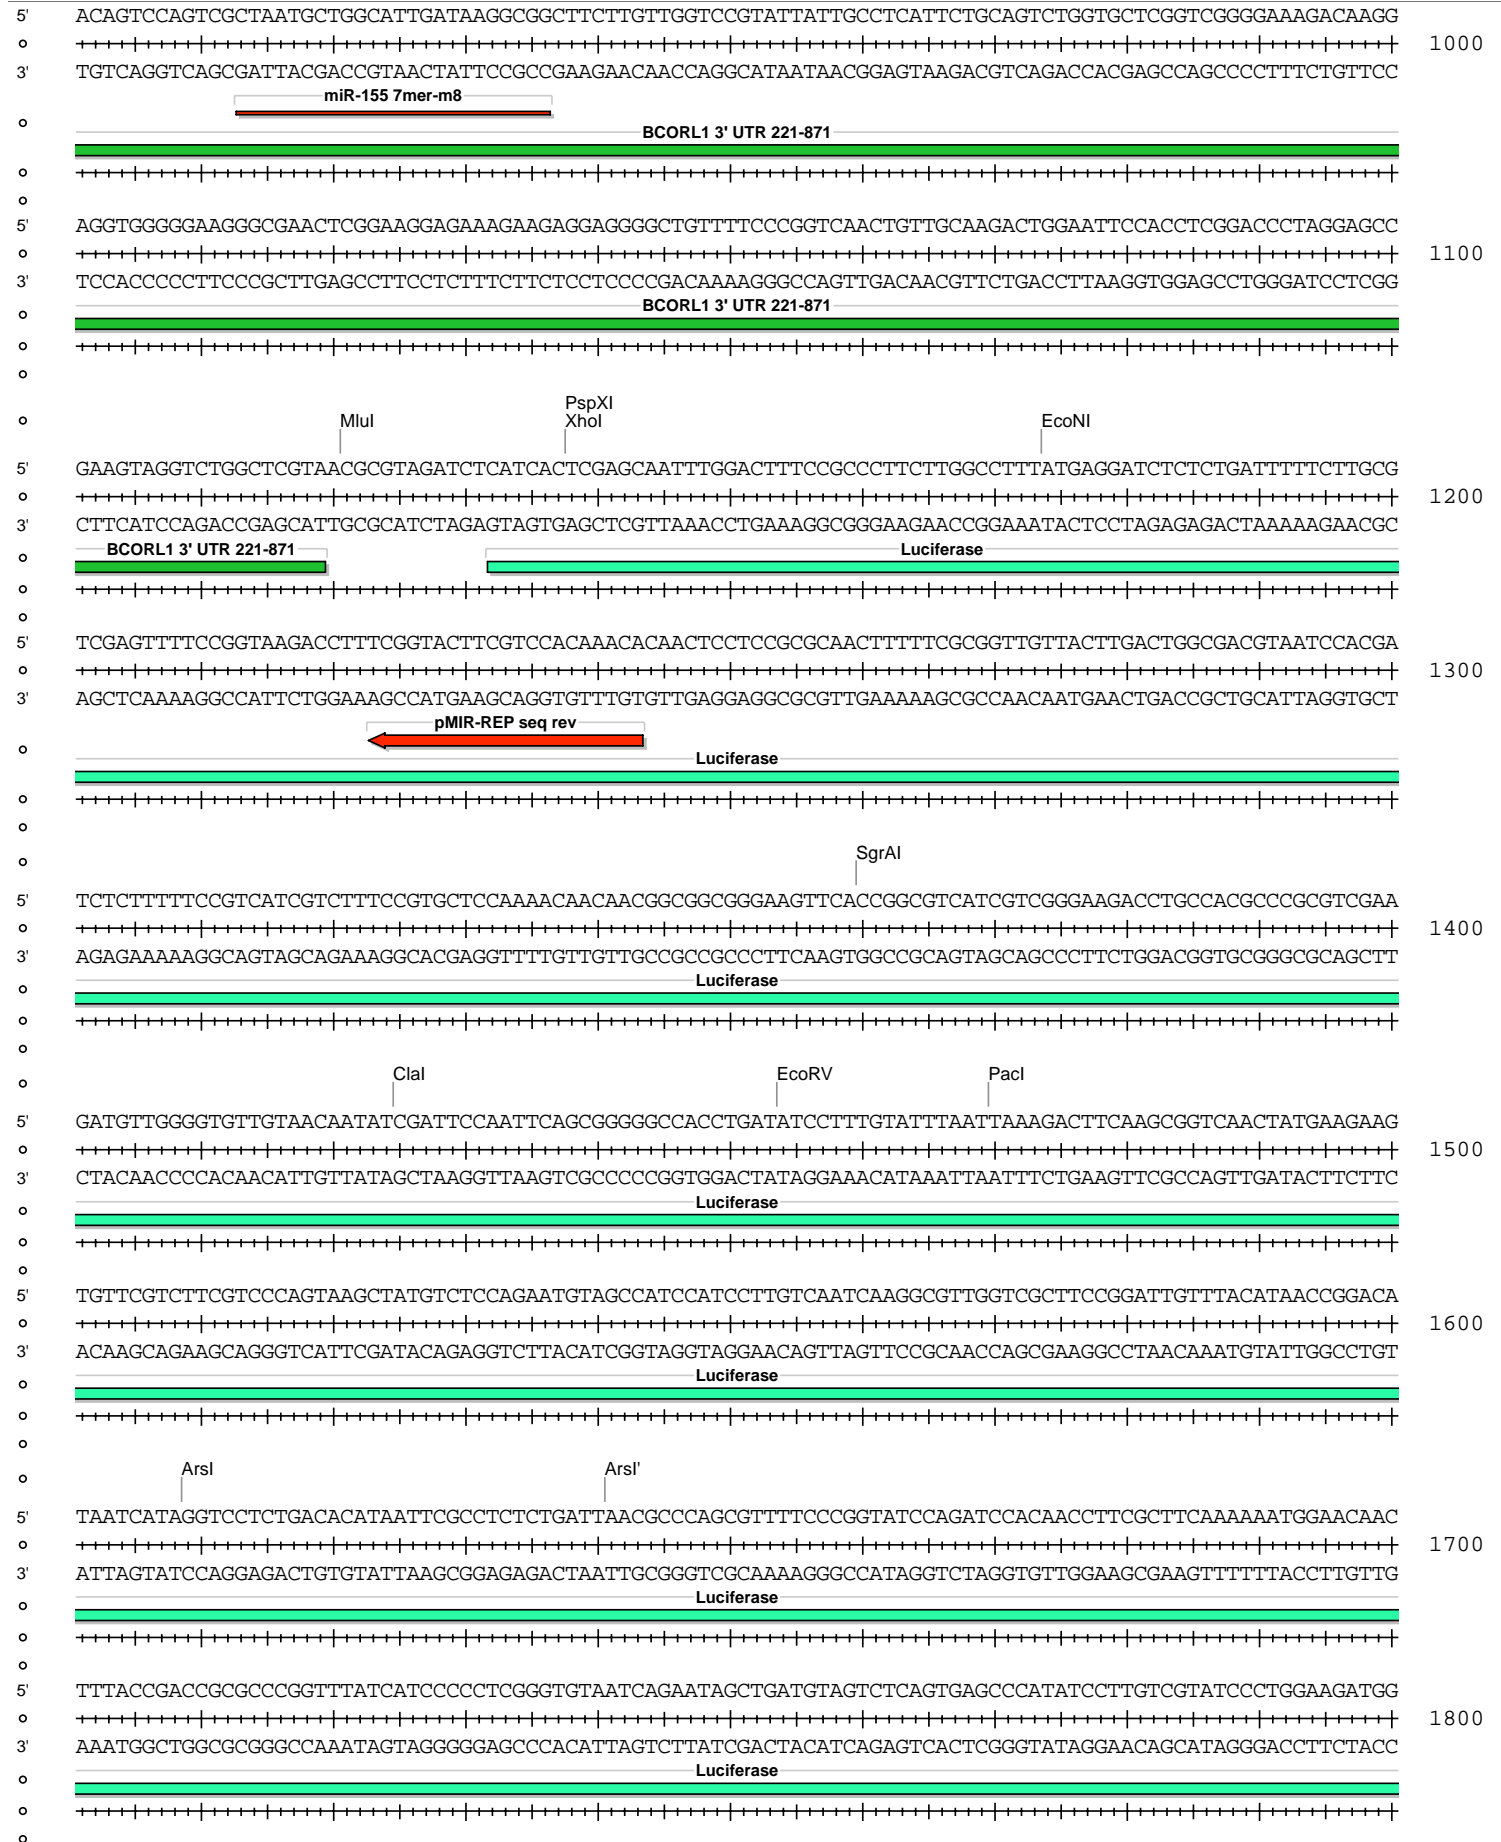 5' ACAGTCCAGTCGCTAATGCTGGCATTGATAAGGCGGCTTCTTGTTGGTCCGTATTATTGCCTCATTCTGCAGTCTGGTGCTCGGTCGGGGAAAGACAAGG
1000
3' TGTCAGGTCAGCGATTACGACCGTAACTATTCCGCCGAAGAACAACCAGGCATAATAACGGAGTAAGACGTCAGACCACGAGCCAGCCCCTTTCTGTTCC
miR-155 7mer-m8
BCORL1 3' UTR 221-871
5' AGGTGGGGGAAGGGCGAACTCGGAAGGAGAAAGAAGAGGAGGGGCTGTTTTCCCGGTCAACTGTTGCAAGACTGGAATTCCACCTCGGACCCTAGGAGCC
1100
3' TCCACCCCCTTCCCGCTTGAGCCTTCCTCTTTCTTCTCCTCCCCGACAAAAGGGCCAGTTGACAACGTTCTGACCTTAAGGTGGAGCCTGGGATCCTCGG
BCORL1 3' UTR 221-871
PspXI
MluI XhoI EcoNI
5' GAAGTAGGTCTGGCTCGTAACGCGTAGATCTCATCACTCGAGCAATTTGGACTTTCCGCCCTTCTTGGCCTTTATGAGGATCTCTCTGATTTTTCTTGCG
1200
3' CTTCATCCAGACCGAGCATTGCGCATCTAGAGTAGTGAGCTCGTTAAACCTGAAAGGCGGGAAGAACCGGAAATACTCCTAGAGAGACTAAAAAGAACGC
BCORL1 3' UTR 221-871 Luciferase
5' TCGAGTTTTCCGGTAAGACCTTTCGGTACTTCGTCCACAAACACAACTCCTCCGCGCAACTTTTTCGCGGTTGTTACTTGACTGGCGACGTAATCCACGA
1300
3' AGCTCAAAAGGCCATTCTGGAAAGCCATGAAGCAGGTGTTTGTGTTGAGGAGGCGCGTTGAAAAAGCGCCAACAATGAACTGACCGCTGCATTAGGTGCT
pMIR-REP seq rev
Luciferase
SgrAI
5' TCTCTTTTTCCGTCATCGTCTTTCCGTGCTCCAAAACAACAACGGCGGCGGGAAGTTCACCGGCGTCATCGTCGGGAAGACCTGCCACGCCCGCGTCGAA
1400
3' AGAGAAAAAGGCAGTAGCAGAAAGGCACGAGGTTTTGTTGTTGCCGCCGCCCTTCAAGTGGCCGCAGTAGCAGCCCTTCTGGACGGTGCGGGCGCAGCTT
Luciferase
ClaI EcoRV PacI
5' GATGTTGGGGTGTTGTAACAATATCGATTCCAATTCAGCGGGGGCCACCTGATATCCTTTGTATTTAATTAAAGACTTCAAGCGGTCAACTATGAAGAAG
1500
3' CTACAACCCCACAACATTGTTATAGCTAAGGTTAAGTCGCCCCCGGTGGACTATAGGAAACATAAATTAATTTCTGAAGTTCGCCAGTTGATACTTCTTC
Luciferase
5' TGTTCGTCTTCGTCCCAGTAAGCTATGTCTCCAGAATGTAGCCATCCATCCTTGTCAATCAAGGCGTTGGTCGCTTCCGGATTGTTTACATAACCGGACA
1600
3' ACAAGCAGAAGCAGGGTCATTCGATACAGAGGTCTTACATCGGTAGGTAGGAACAGTTAGTTCCGCAACCAGCGAAGGCCTAACAAATGTATTGGCCTGT
Luciferase
ArsI ArsI'
5' TAATCATAGGTCCTCTGACACATAATTCGCCTCTCTGATTAACGCCCAGCGTTTTCCCGGTATCCAGATCCACAACCTTCGCTTCAAAAAATGGAACAAC
1700
3' ATTAGTATCCAGGAGACTGTGTATTAAGCGGAGAGACTAATTGCGGGTCGCAAAAGGGCCATAGGTCTAGGTGTTGGAAGCGAAGTTTTTTACCTTGTTG
Luciferase
5' TTTACCGACCGCGCCCGGTTTATCATCCCCCTCGGGTGTAATCAGAATAGCTGATGTAGTCTCAGTGAGCCCATATCCTTGTCGTATCCCTGGAAGATGG
1800
3' AAATGGCTGGCGCGGGCCAAATAGTAGGGGGAGCCCACATTAGTCTTATCGACTACATCAGAGTCACTCGGGTATAGGAACAGCATAGGGACCTTCTACC
Luciferase